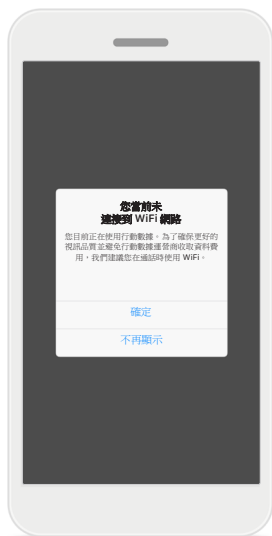 您當前未
連接到 WiFi 網路
您目前正在使用行動數據。為了確保更好的
視訊品質並避免行動數據運營商收取資料費
用，我們建議您在通話時使用 WiFi。
確定
不再顯示